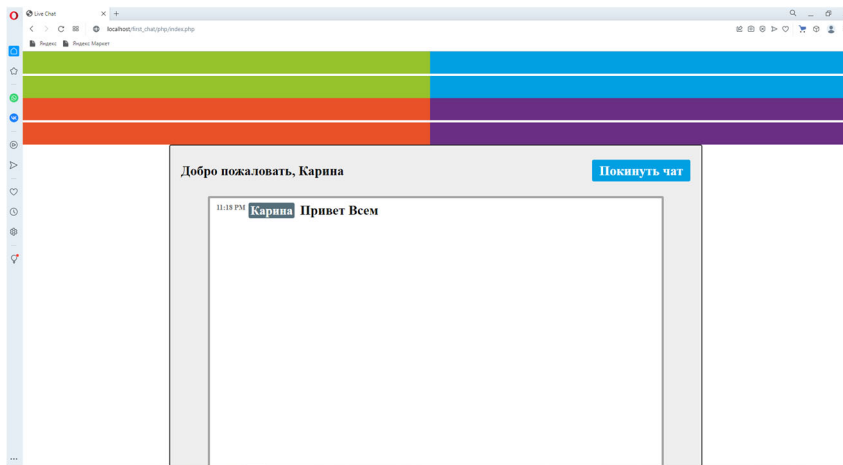 Live Chat
localhost/first_chat/php/index.php
Яндекс Яндекс Маркет
Добро пожаловать, Карина Покинуть чат
11:18 PM Карина Привет Всем